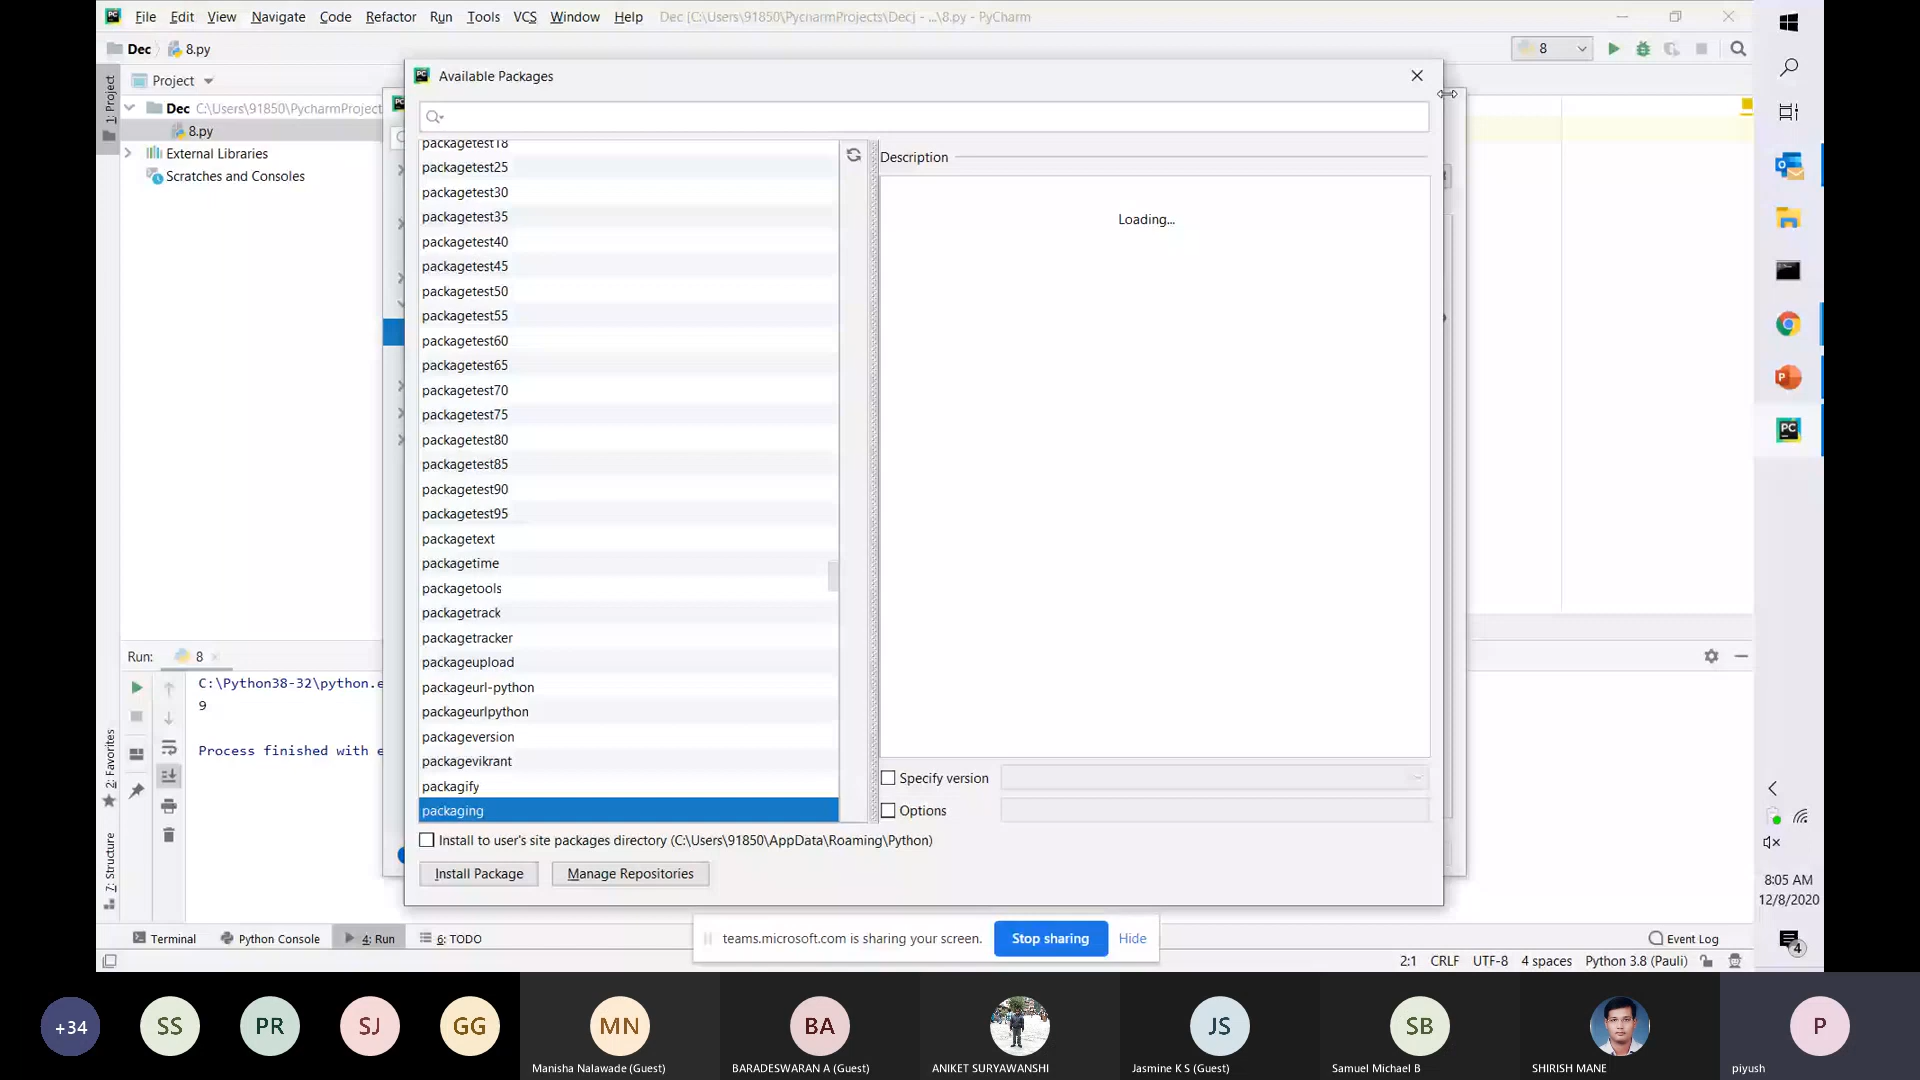 File Edit View Navigate Code Refactor Run Tools VCS Window Help Dec [C:\Users\91850\PycharmProjects\Dec] - ...\8.py - PyCharm
Dec 8.py 8
1: Project
Project
Dec C:\Users\91850\PycharmProject
8.py
External Libraries
Scratches and Consoles
Available Packages
packagetest18
packagetest25
packagetest30
packagetest35
packagetest40
packagetest45
packagetest50
packagetest55
packagetest60
packagetest65
packagetest70
packagetest75
packagetest80
packagetest85
packagetest90
packagetest95
packagetext
packagetime
packagetools
packagetrack
packagetracker
packageupload
packageurl-python
packageurlpython
packageversion
packagevikrant
packagify
packaging
Description
Loading...
Specify version
Options
Install to user's site packages directory (C:\Users\91850\AppData\Roaming\Python)
Install Package Manage Repositories
Run: 8
C:\Python38-32\python.e
9
Process finished with e
2: Favorites
7: Structure
Terminal Python Console 4: Run 6: TODO
teams.microsoft.com is sharing your screen. Stop sharing Hide
Event Log
2:1 CRLF UTF-8 4 spaces Python 3.8 (Pauli)
8:05 AM
12/8/2020
4
+34 SS PR SJ GG MN BA JS SB P
Manisha Nalawade (Guest) BARADESWARAN A (Guest) ANIKET SURYAWANSHI Jasmine K S (Guest) Samuel Michael B SHIRISH MANE piyush